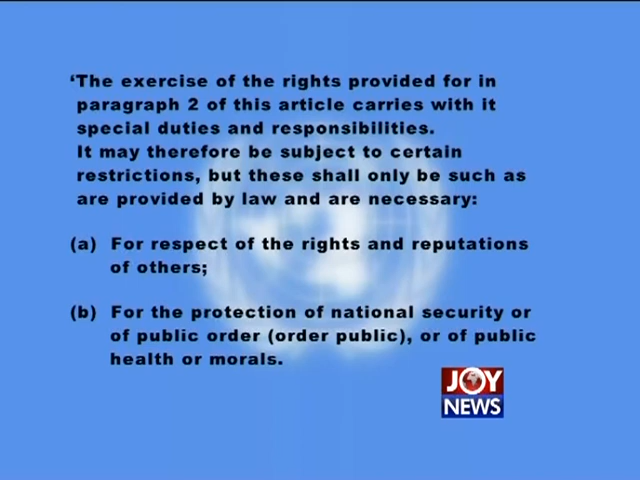 ‘The exercise of the rights provided for in
paragraph 2 of this article carries with it
special duties and responsibilities.
It may therefore be subject to certain
restrictions, but these shall only be such as
are provided by law and are necessary:
(a) For respect of the rights and reputations
of others;
(b) For the protection of national security or
of public order (order public), or of public
health or morals.
JOY
NEWS